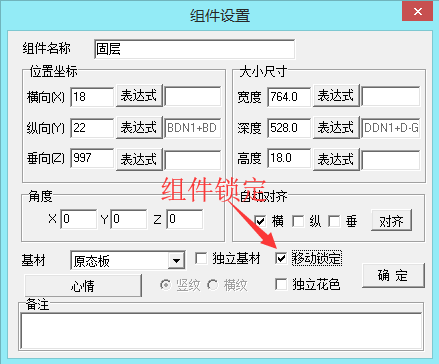 组件设置
组件名称 固层
位置坐标 大小尺寸
横向(X) 18 表达式 宽度 764.0 表达式
纵向(Y) 22 表达式 BDN1+BD 深度 528.0 表达式 DDN1+D-G
垂向(Z) 997 表达式 高度 18.0 表达式
组件锁定
角度 自动对齐
X 0 Y 0 Z 0 横 纵 垂 对齐
基材 原态板 独立基材 移动锁定 确 定
心情 竖纹 横纹 独立花色
备注